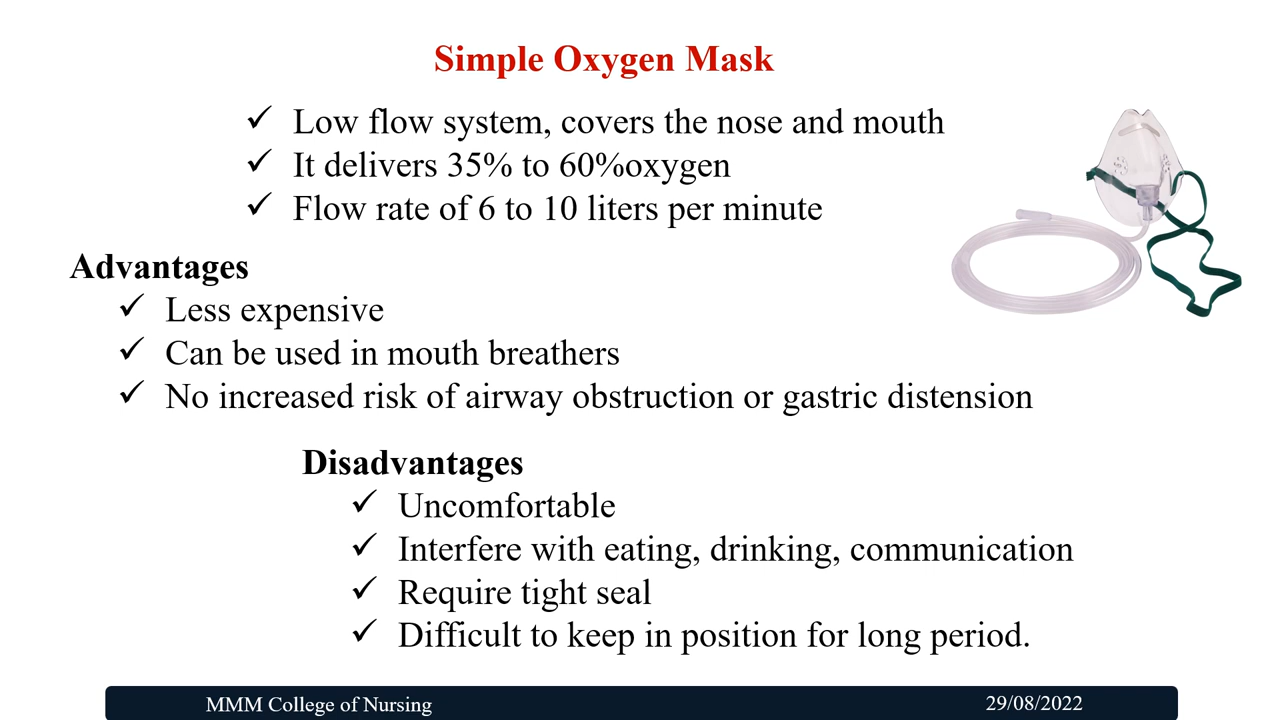 Simple Oxygen Mask
✓ Low flow system, covers the nose and mouth
✓ It delivers 35% to 60%oxygen
✓ Flow rate of 6 to 10 liters per minute
Advantages
✓ Less expensive
✓ Can be used in mouth breathers
✓ No increased risk of airway obstruction or gastric distension
Disadvantages
✓ Uncomfortable
✓ Interfere with eating, drinking, communication
✓ Require tight seal
✓ Difficult to keep in position for long period.
MMM College of Nursing 29/08/2022